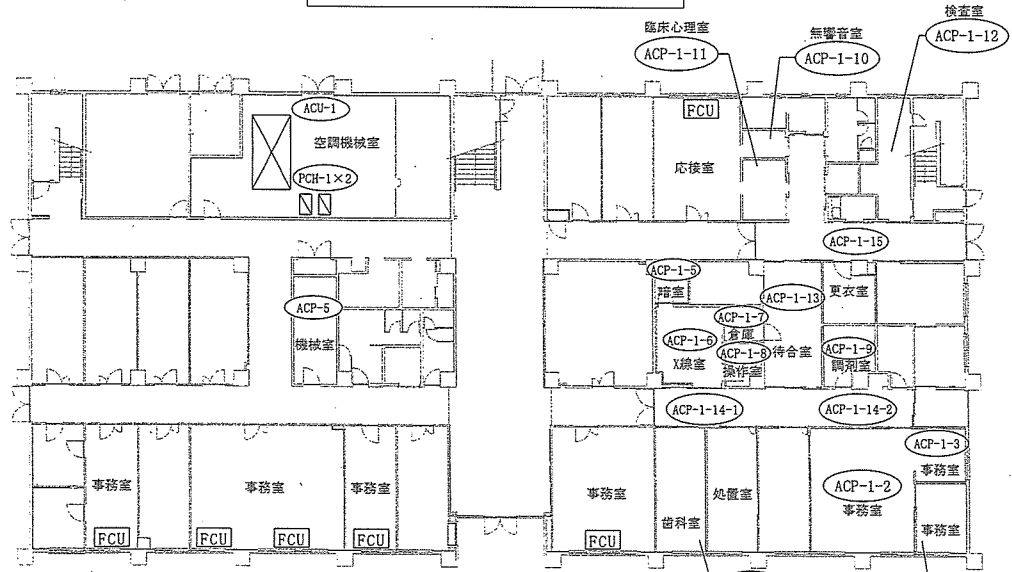 検査室
ACP-1-12
臨床心理室
ACP-1-11
無響音室
ACP-1-10
ACU-1
FCU
空調機械室
応接室
PCH-1×2
ACP-1-15
ACP-1-5
暗室
更衣室
ACP-1-13
ACP-5
ACP-1-7
倉庫
ACP-1-6
機械室
ACP-1-8
待合室
ACP-1-9
X線室
操作室
調剤室
ACP-1-14-1
ACP-1-14-2
ACP-1-3
事務室
事務室
事務室
事務室
事務室
歯科室
処置室
ACP-1-2
事務室
事務室
FCU
FCU
FCU
FCU
FCU